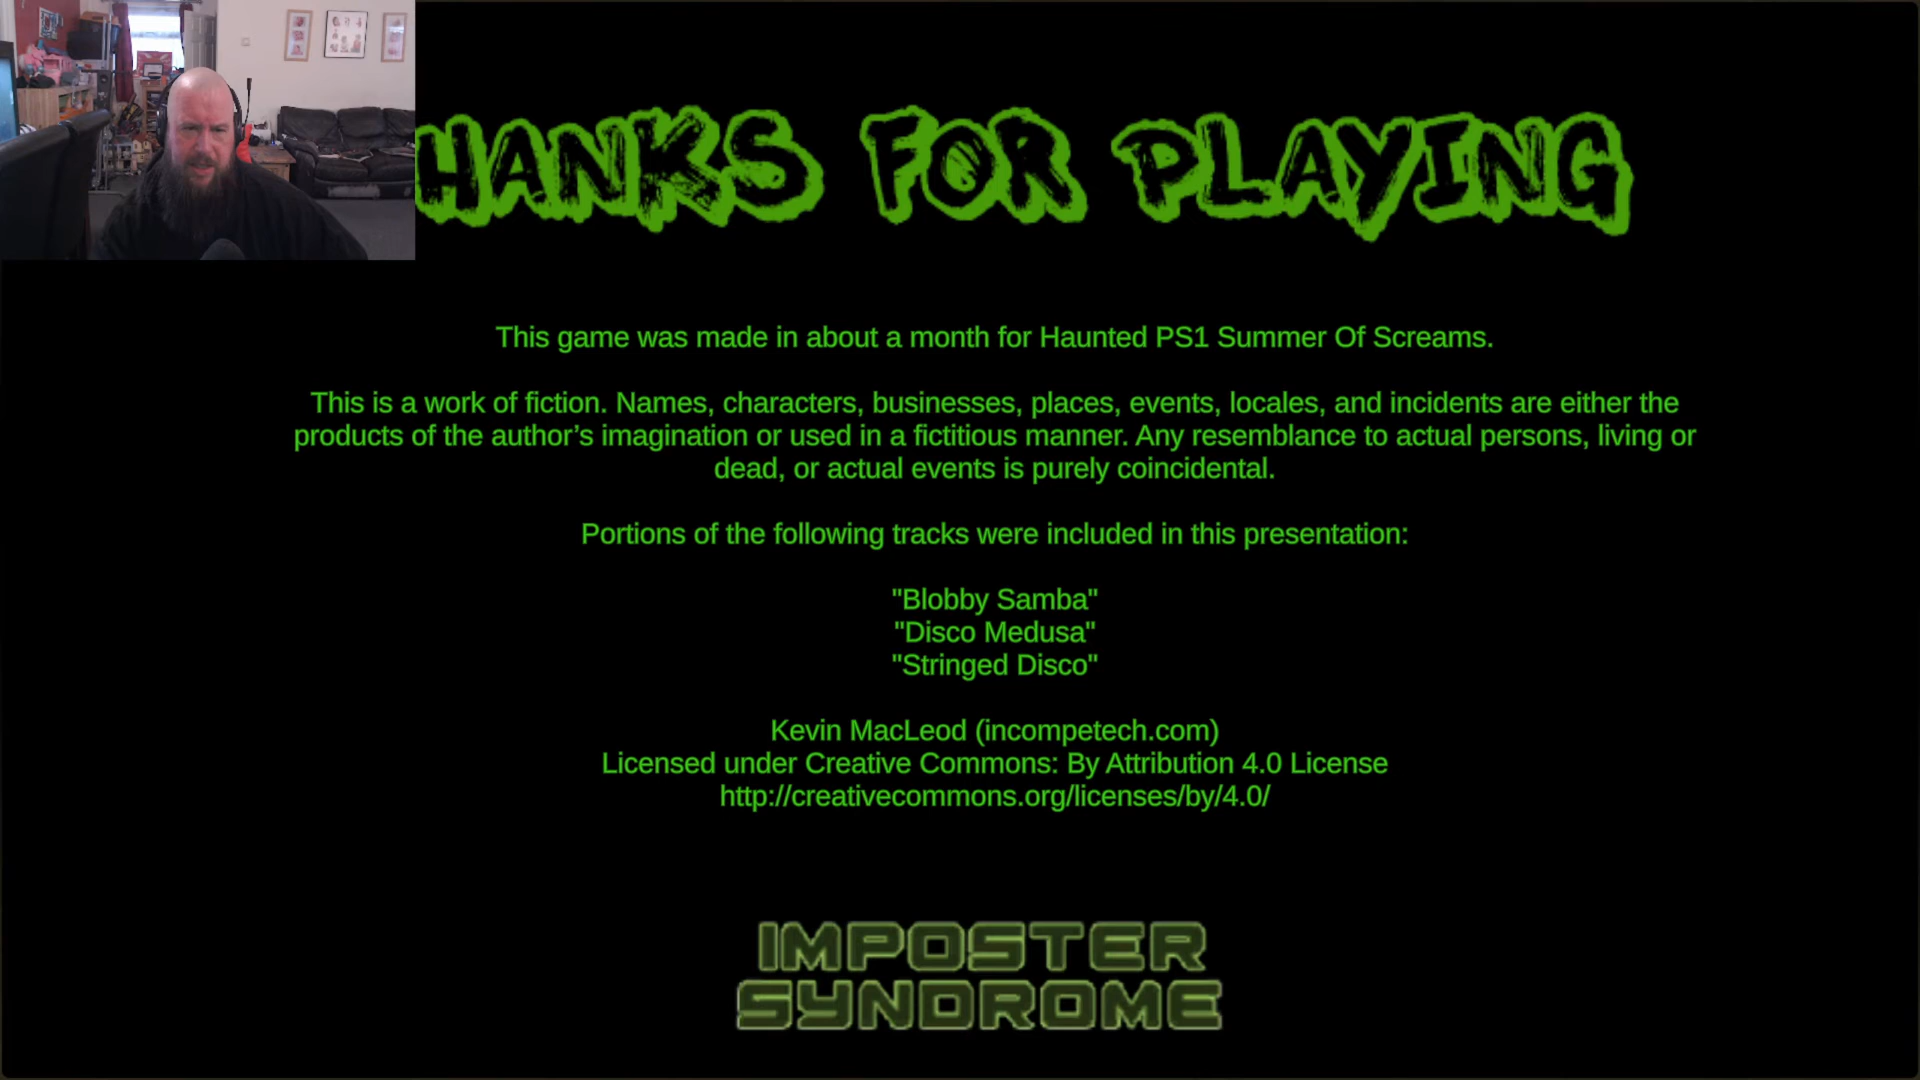 HANKS FOR PLAYING
This game was made in about a month for Haunted PS1 Summer Of Screams.
This is a work of fiction. Names, characters, businesses, places, events, locales, and incidents are either the
products of the author’s imagination or used in a fictitious manner. Any resemblance to actual persons, living or
dead, or actual events is purely coincidental.
Portions of the following tracks were included in this presentation:
"Blobby Samba"
"Disco Medusa"
"Stringed Disco"
Kevin MacLeod (incompetech.com)
Licensed under Creative Commons: By Attribution 4.0 License
http://creativecommons.org/licenses/by/4.0/
IMPOSTER
SYNDROME